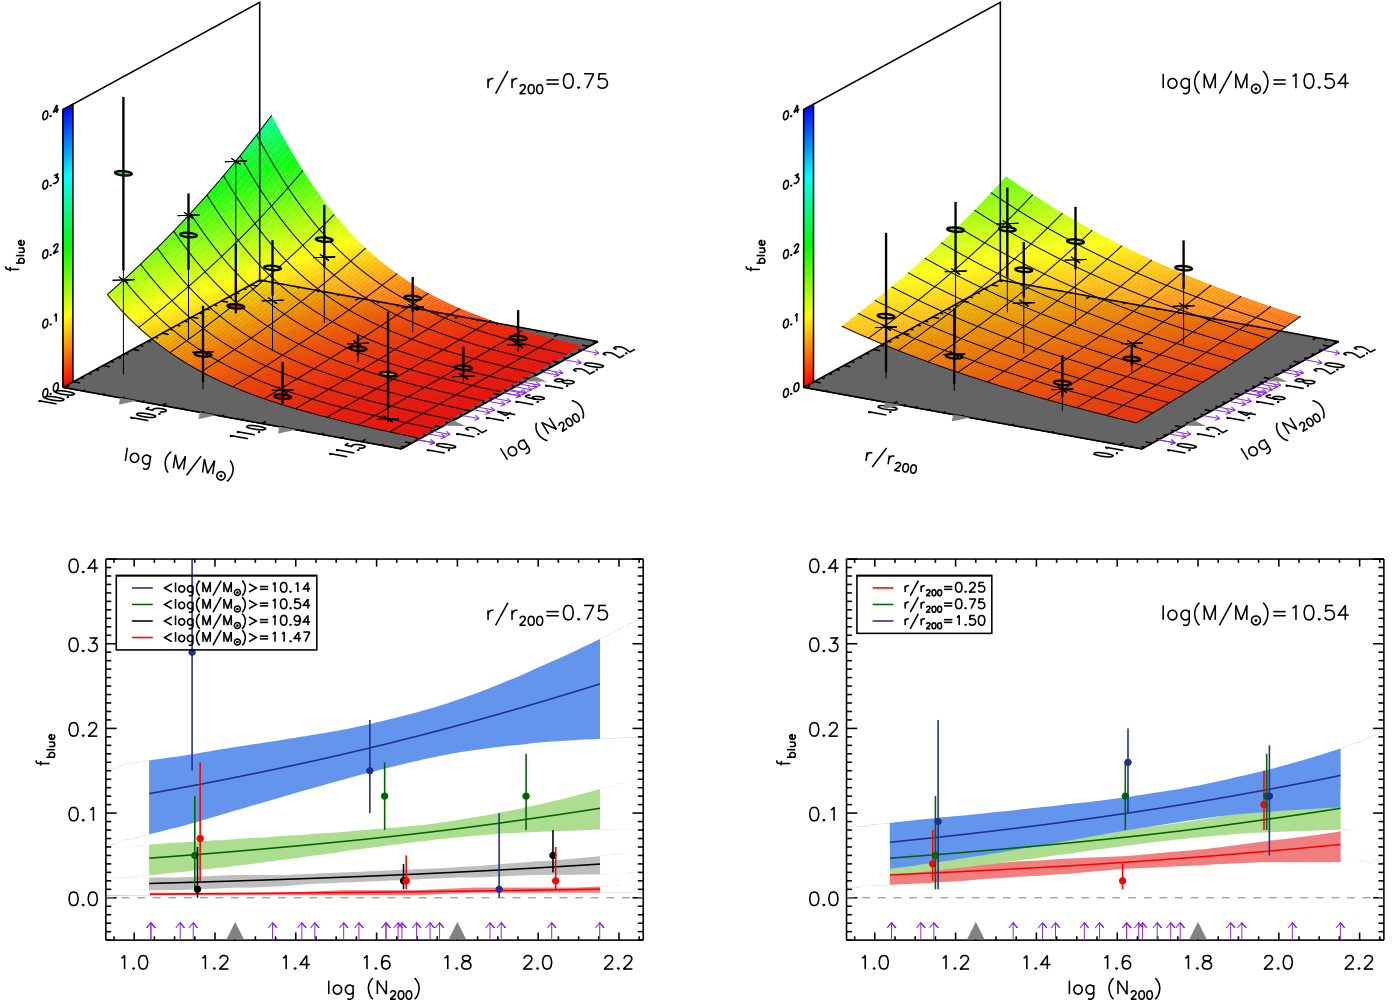 r/r200=0.75
0.4
0.3
0.2
0.1
0.0
fblue
10.0
10.5
11.0
11.5
log (M/M⊙)
1.0
1.2
1.4
1.6
1.8
2.0
2.2
log (N200)
log(M/M⊙)=10.54
0.4
0.3
0.2
0.1
0.0
fblue
1.0
0.1
r/r200
1.0
1.2
1.4
1.6
1.8
2.0
2.2
log (N200)
0.4
0.3
0.2
0.1
0.0
fblue
<log(M/M⊙)>=10.14
<log(M/M⊙)>=10.54
<log(M/M⊙)>=10.94
<log(M/M⊙)>=11.47
r/r200=0.75
1.0 1.2 1.4 1.6 1.8 2.0 2.2
log (N200)
0.4
0.3
0.2
0.1
0.0
fblue
r/r200=0.25
r/r200=0.75
r/r200=1.50
log(M/M⊙)=10.54
1.0 1.2 1.4 1.6 1.8 2.0 2.2
log (N200)